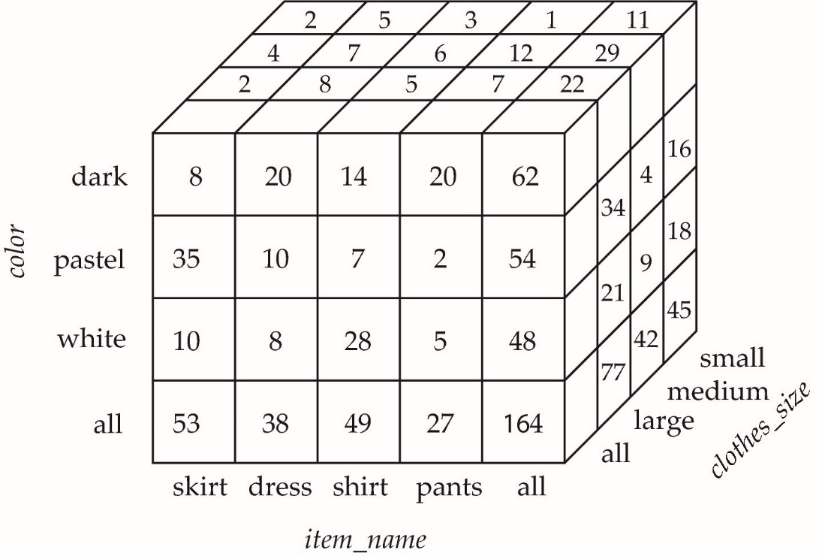 2 5 3 1 11
4 7 6 12 29
2 8 5 7 22
dark 8 20 14 20 62 34 4 16
pastel 35 10 7 2 54 21 9 18
white 10 8 28 5 48 77 42 45
all 53 38 49 27 164
skirt dress shirt pants all
all
large
medium
small
color
item_name
clothes_size